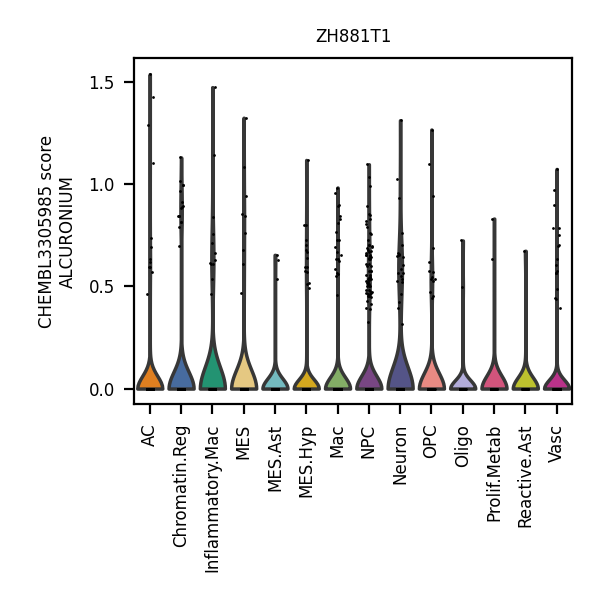 ZH881T1
CHEMBL3305985 score
ALCURONIUM
1.5
1.0
0.5
0.0
AC
Chromatin.Reg
Inflammatory.Mac
MES
MES.Ast
MES.Hyp
Mac
NPC
Neuron
OPC
Oligo
Prolif.Metab
Reactive.Ast
Vasc